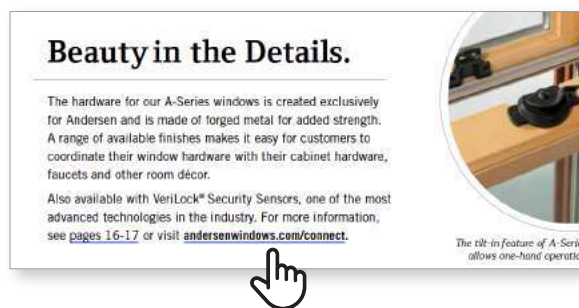 Beauty in the Details.
The hardware for our A-Series windows is created exclusively
for Andersen and is made of forged metal for added strength.
A range of available finishes makes it easy for customers to
coordinate their window hardware with their cabinet hardware,
faucets and other room décor.
Also available with VeriLock® Security Sensors, one of the most
advanced technologies in the industry. For more information,
see pages 16-17 or visit andersenwindows.com/connect.
The tilt-in feature of A-Seri
allows one-hand operatio